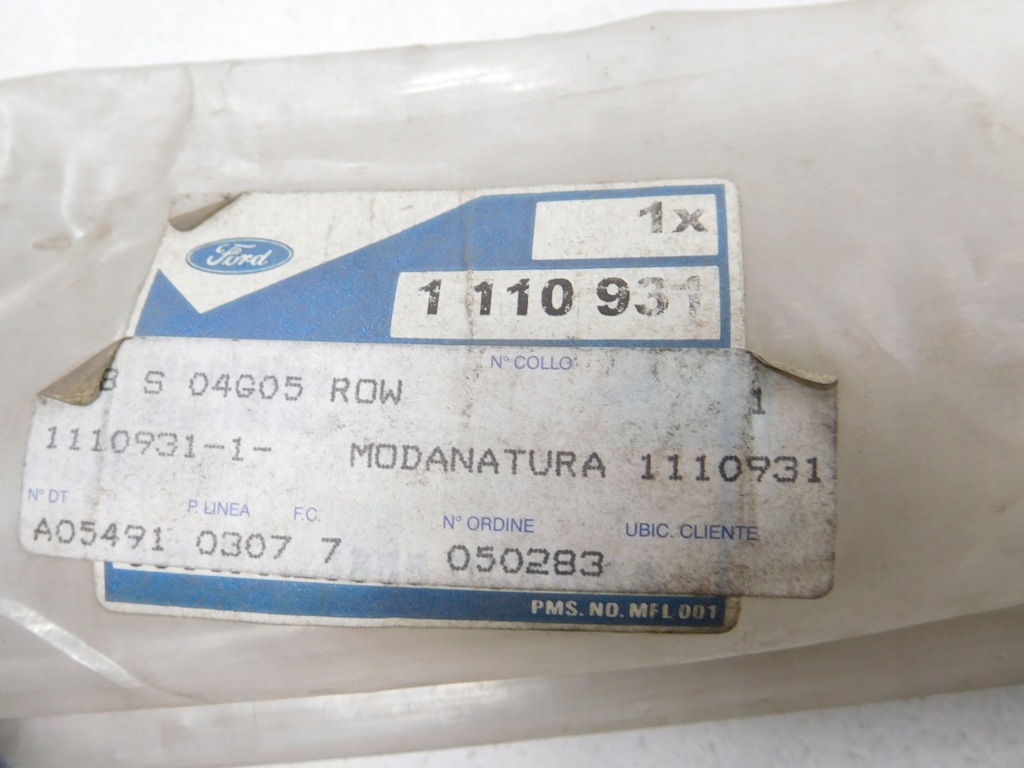 Ford
1x
1 110 931
N° COLLO
8 S 04G05 ROW 1
1110931-1- MODANATURA 1110931
N° DT P. LINEA F.C. N° ORDINE UBIC. CLIENTE
A05491 0307 7 050283
PMS. NO. MFL 001